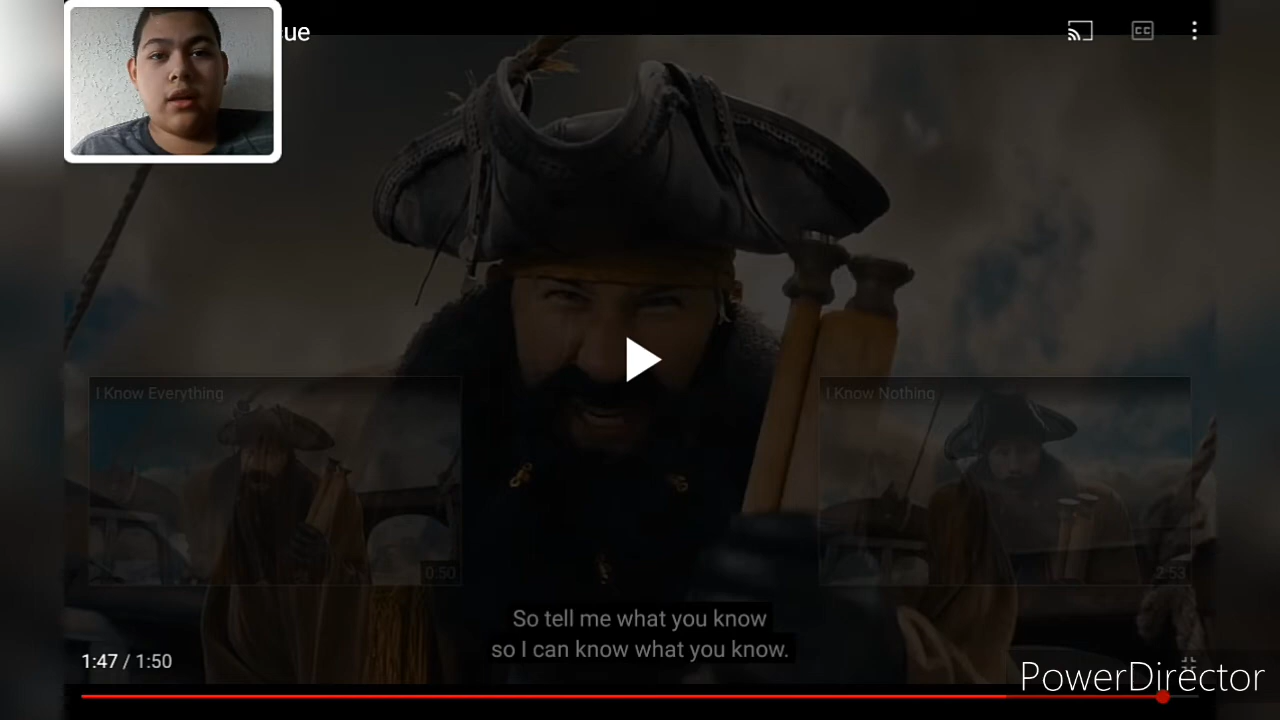 ue
I Know Everything
I Know Nothing
0:50
2:53
So tell me what you know
so I can know what you know.
1:47 / 1:50
PowerDirector